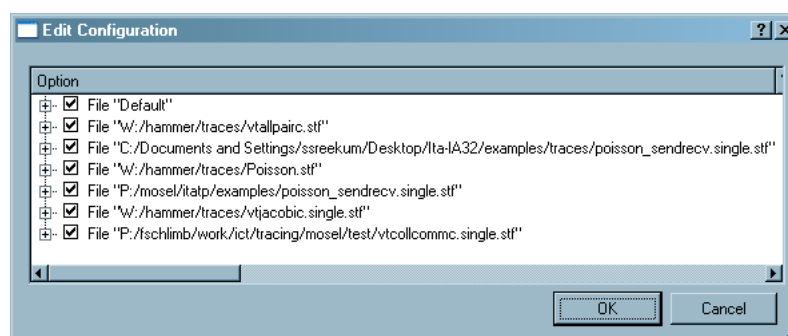 Edit Configuration
Option
File "Default"
File "W:/hammer/traces/vtallpairc.stf"
File "C:/Documents and Settings/ssreekum/Desktop/Ita-IA32/examples/traces/poisson_sendrecv.single.stf"
File "W:/hammer/traces/Poisson.stf"
File "P:/mosel/itatp/examples/poisson_sendrecv.single.stf"
File "W:/hammer/traces/vtjacobic.single.stf"
File "P:/fschlimb/work/ict/tracing/mosel/test/vtcollcommc.single.stf"
OK Cancel